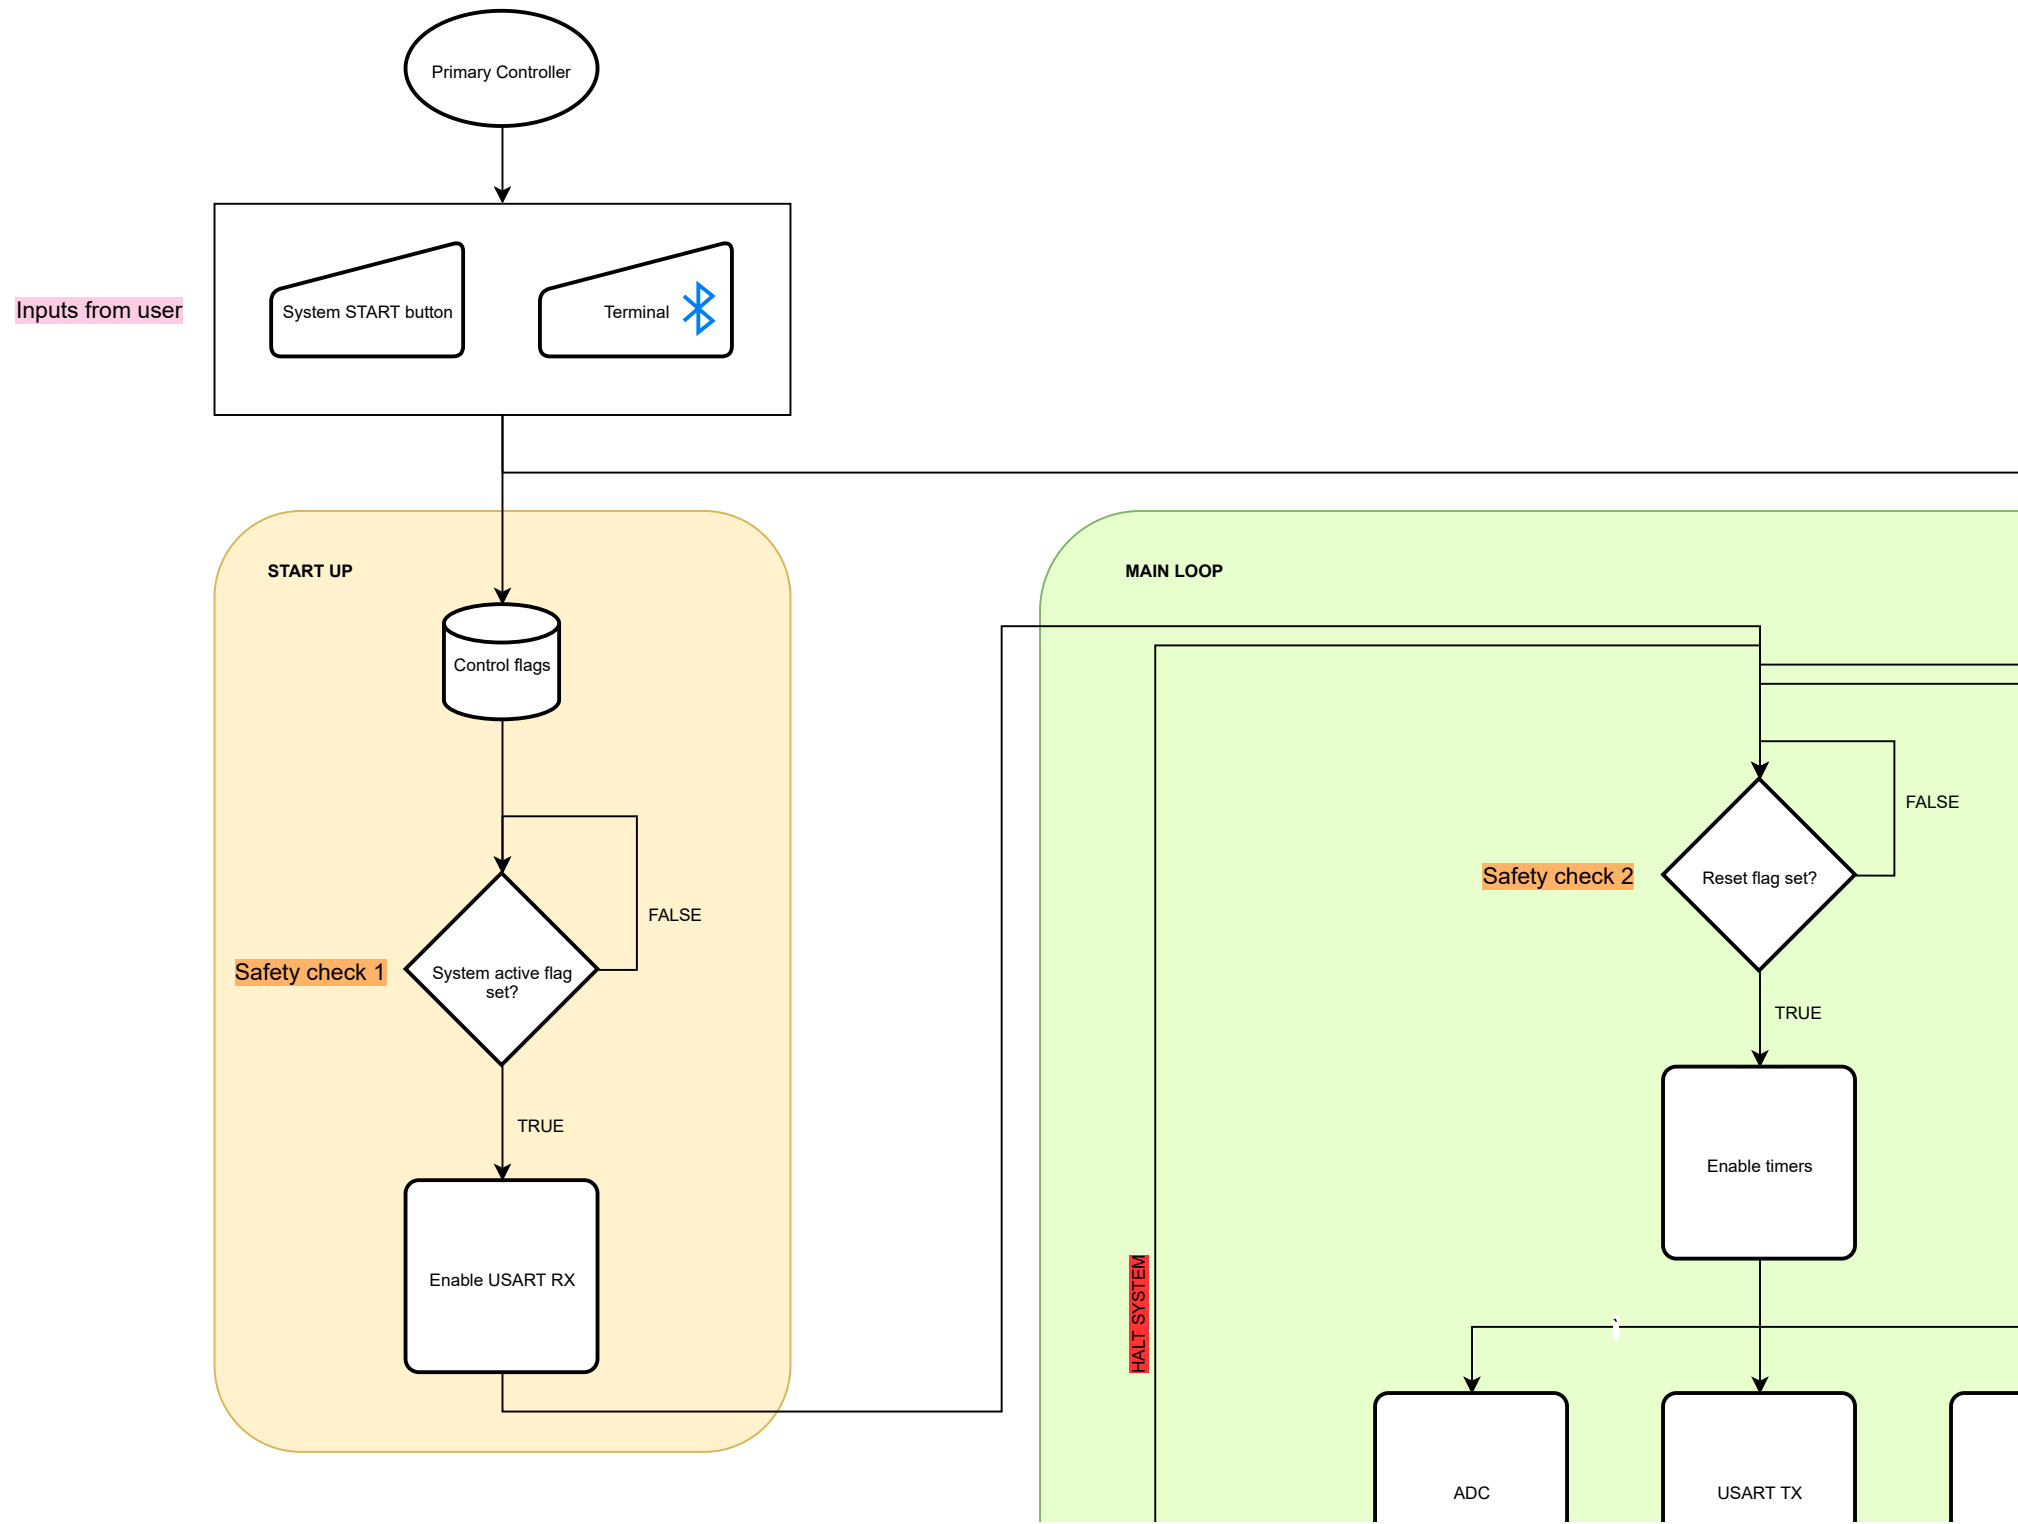 Primary Controller
Inputs from user
System START button
Terminal
START UP
Control flags
FALSE
Safety check 1
System active flag
set?
TRUE
Enable USART RX
MAIN LOOP
FALSE
Safety check 2
Reset flag set?
TRUE
Enable timers
HALT SYSTEM
`
ADC
USART TX